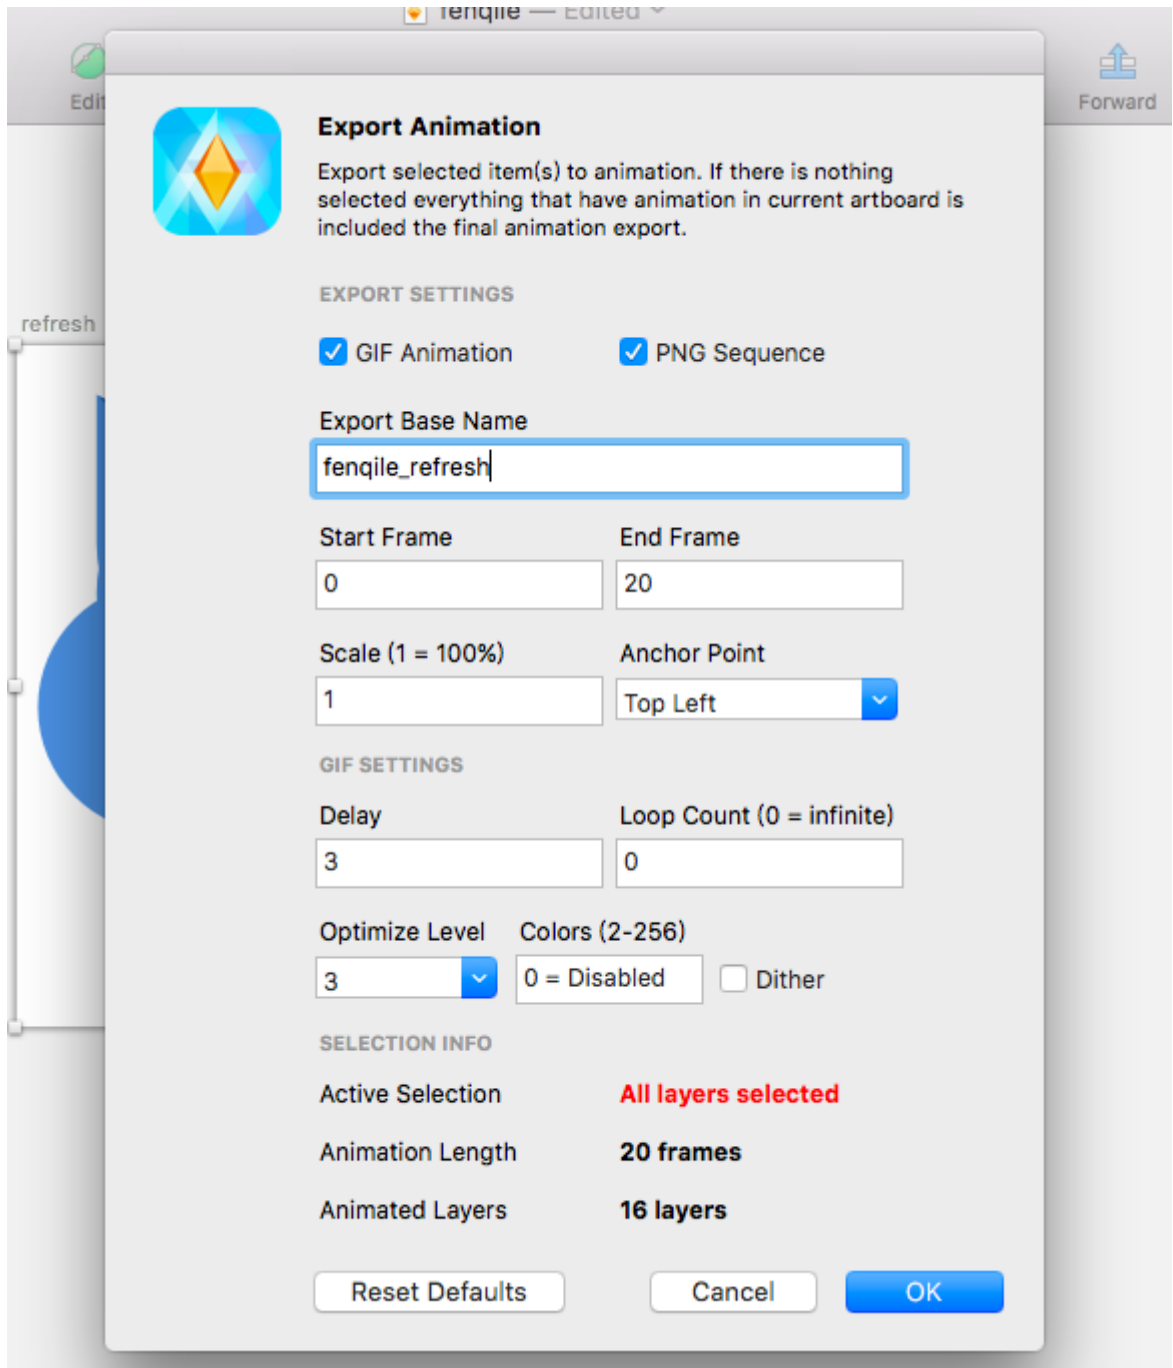 fenqile — Edited
Edit
Forward
Export Animation
Export selected item(s) to animation. If there is nothing
selected everything that have animation in current artboard is
included the final animation export.
EXPORT SETTINGS
refresh
GIF Animation PNG Sequence
Export Base Name
fenqile_refresh
Start Frame End Frame
0 20
Scale (1 = 100%) Anchor Point
1 Top Left
GIF SETTINGS
Delay Loop Count (0 = infinite)
3 0
Optimize Level Colors (2-256)
3 0 = Disabled Dither
SELECTION INFO
Active Selection All layers selected
Animation Length 20 frames
Animated Layers 16 layers
Reset Defaults Cancel OK